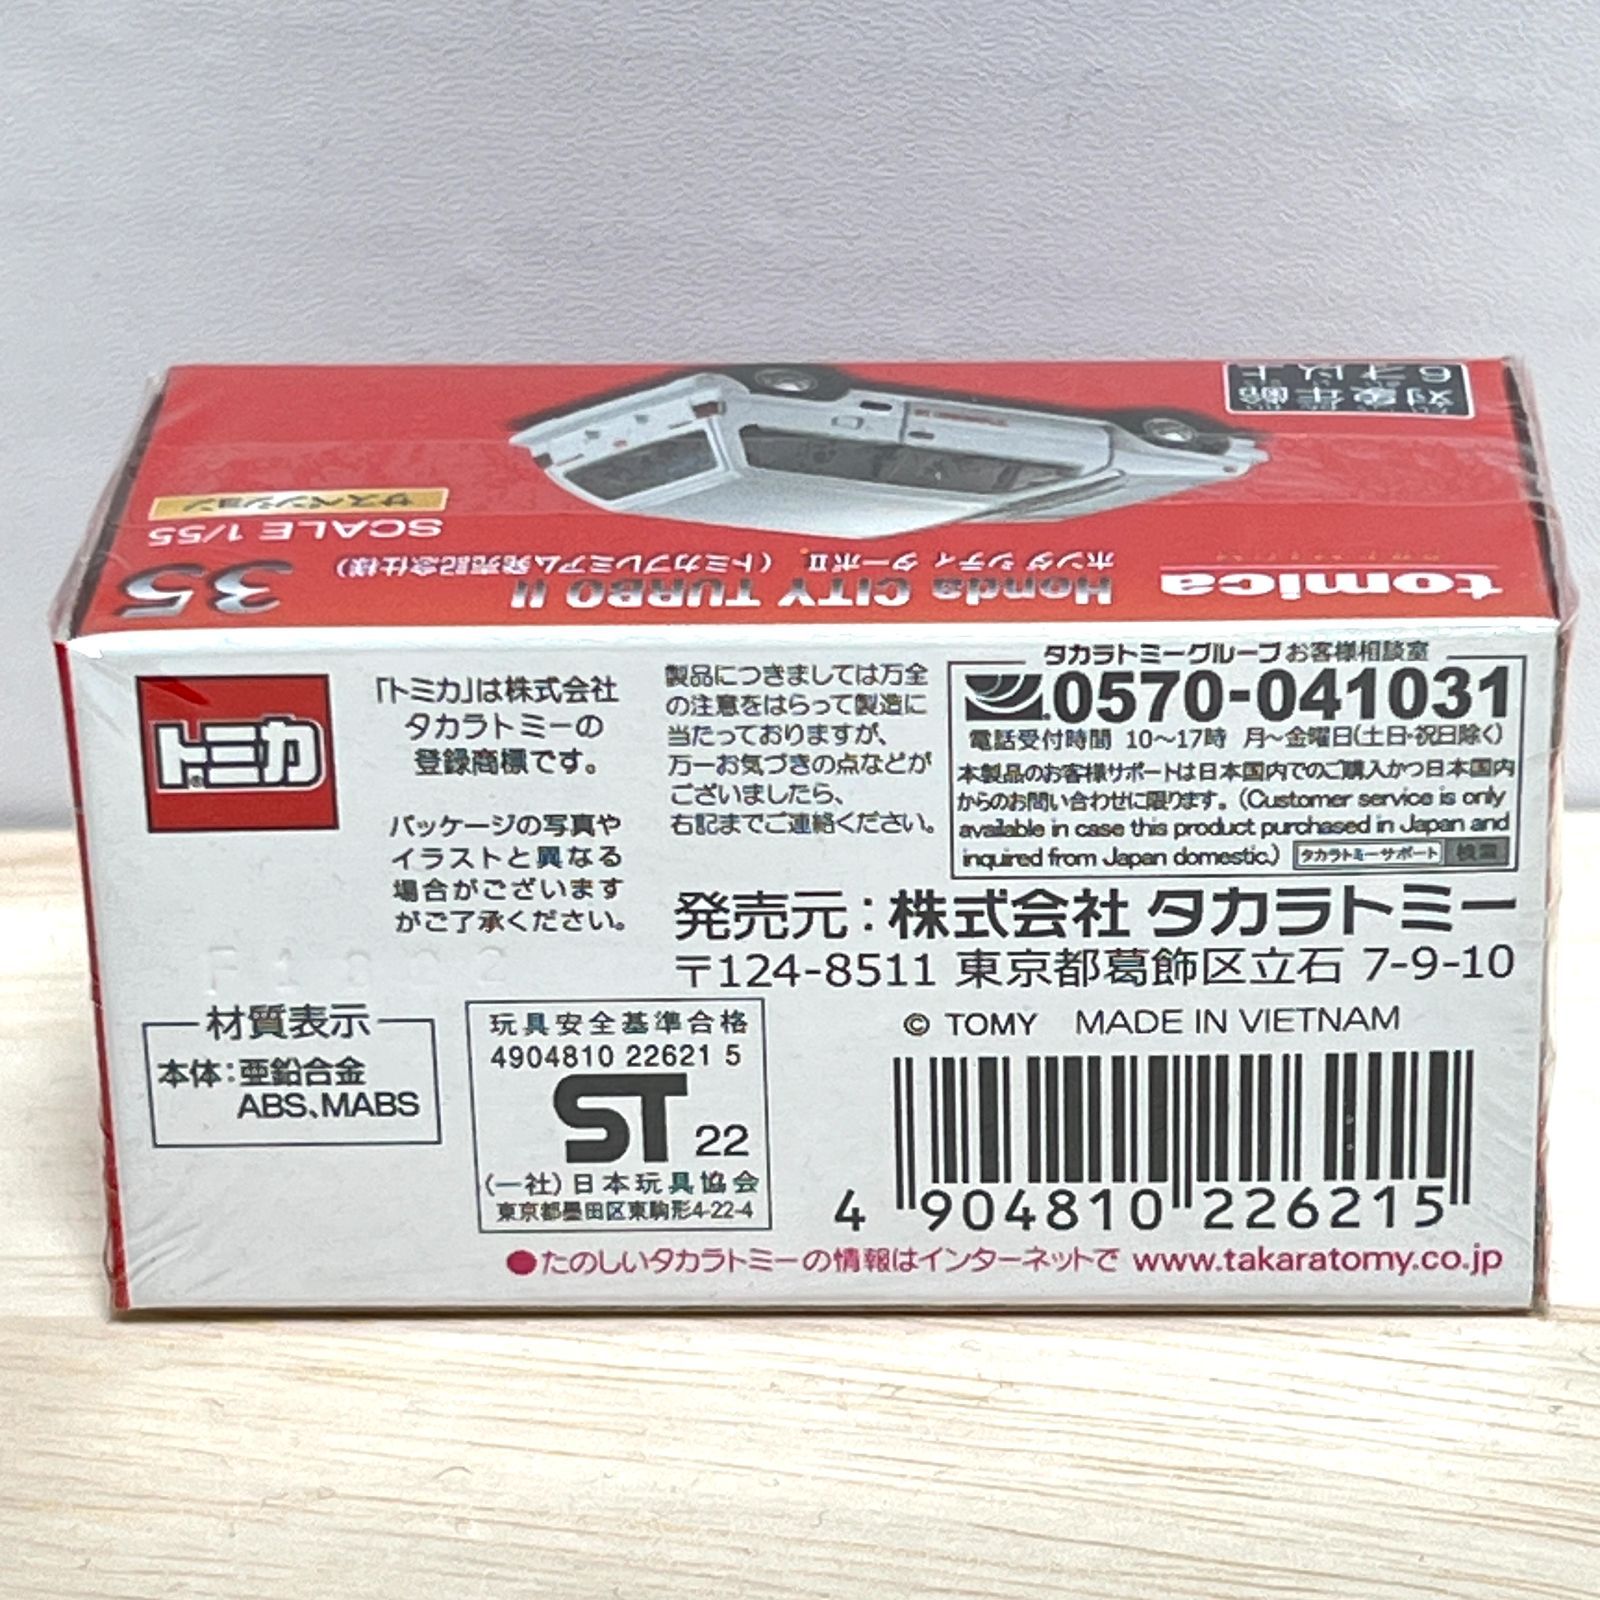 対象年齢
6才以上
サスペンション
SCALE 1/55
35
tomica
Honda CITY TURBO II
ホンダ シティ ターボⅡ (トミカプレミアム発売記念仕様)
トミカ®
「トミカ」は株式会社
タカラトミーの
登録商標です。
パッケージの写真や
イラストと異なる
場合がございます
がご了承ください。
製品につきましては万全
の注意をはらって製造に
当たっておりますが、
万一お気づきの点などが
ございましたら、
右記までご連絡ください。
タカラトミーグループお客様相談室
0570-041031
電話受付時間 10〜17時 月〜金曜日(土日・祝日除く)
本製品のお客様サポートは日本国内でのご購入かつ日本国内
からのお問い合わせに限ります。(Customer service is only
available in case this product purchased in Japan and
inquired from Japan domestic.) タカラトミーサポート 検索
発売元:株式会社 タカラトミー
〒124-8511 東京都葛飾区立石 7-9-10
© TOMY MADE IN VIETNAM
材質表示
本体:亜鉛合金
ABS、MABS
玩具安全基準合格
4904810 22621 5
ST 22
(一社)日本玩具協会
東京都墨田区東駒形4-22-4
4 904810 226215
●たのしいタカラトミーの情報はインターネットで www.takaratomy.co.jp